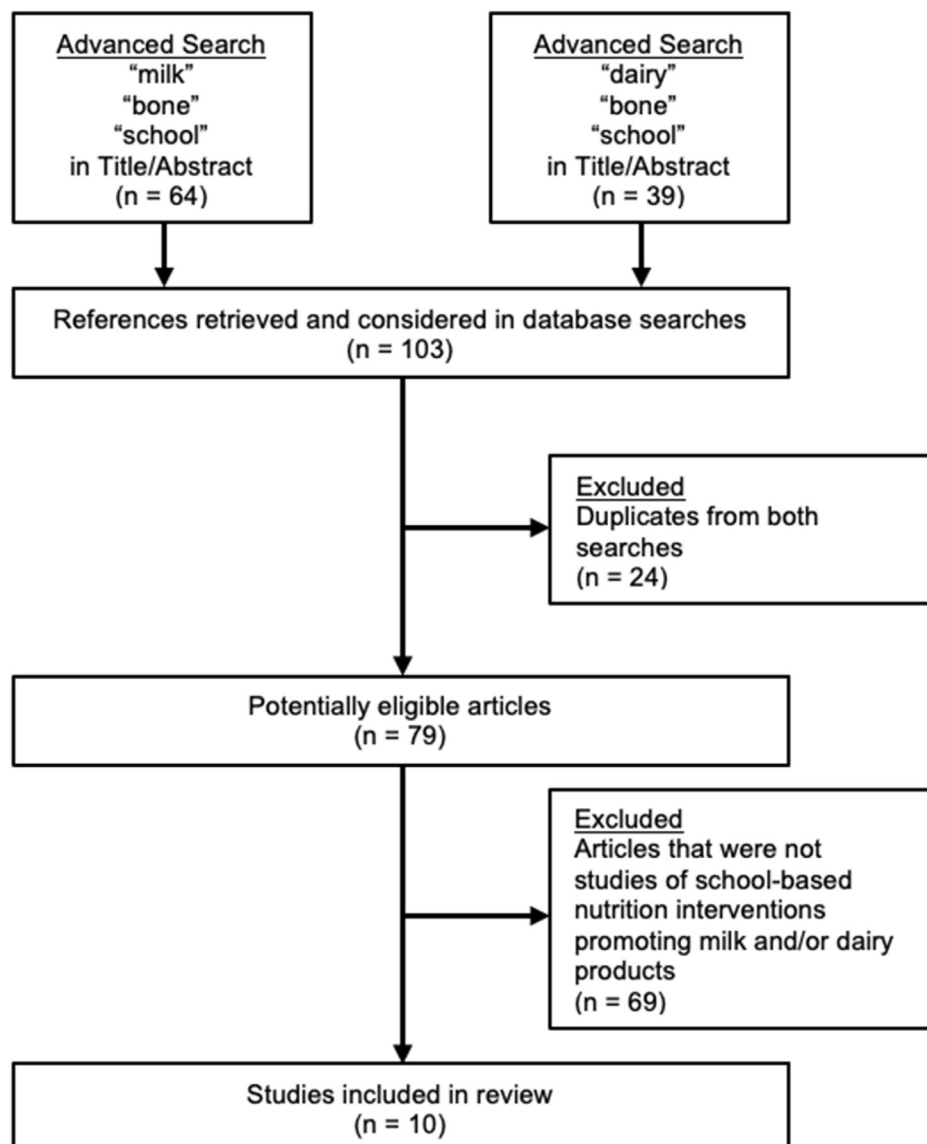 Advanced Search
“milk”
“bone”
“school”
in Title/Abstract
(n = 64)
Advanced Search
“dairy”
“bone”
“school”
in Title/Abstract
(n = 39)
References retrieved and considered in database searches
(n = 103)
Excluded
Duplicates from both
searches
(n = 24)
Potentially eligible articles
(n = 79)
Excluded
Articles that were not
studies of school-based
nutrition interventions
promoting milk and/or dairy
products
(n = 69)
Studies included in review
(n = 10)